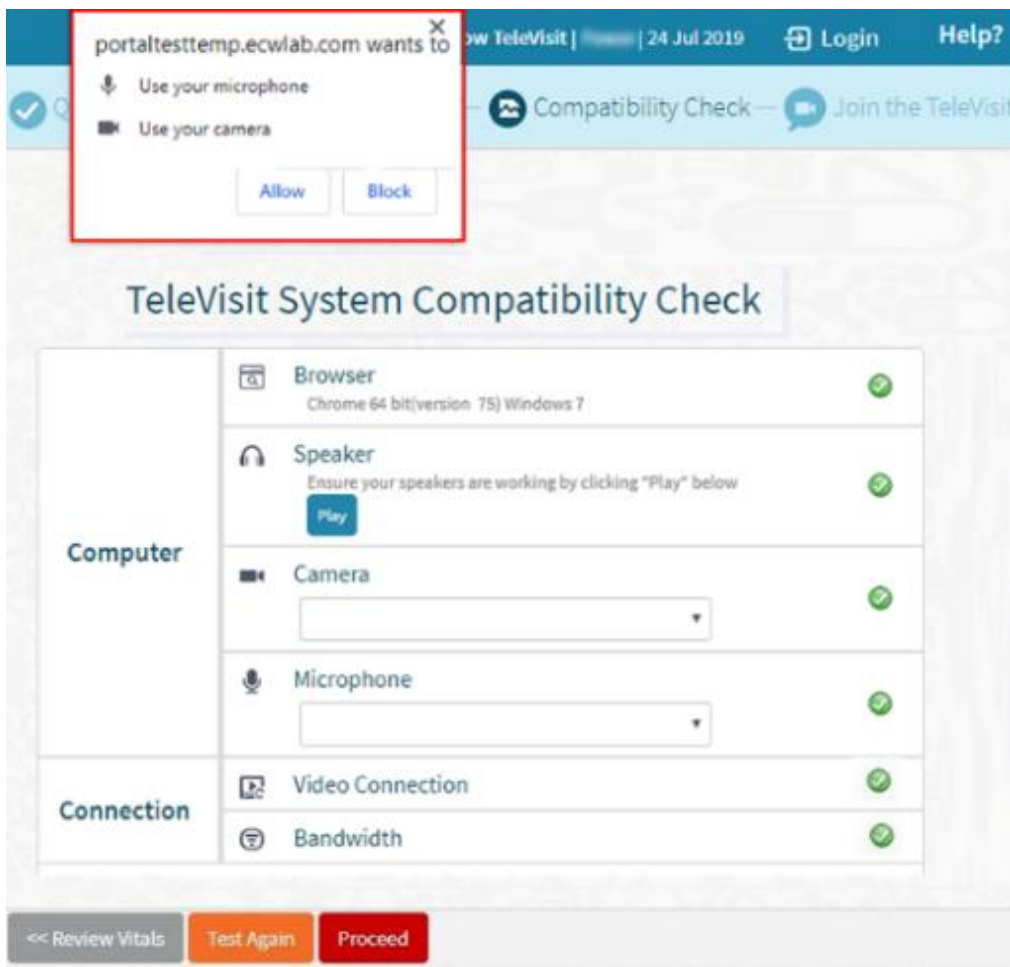 portaltesttemp.ecwlab.com wants to
Use your microphone
Use your camera
Allow
Block
TeleVisit | | 24 Jul 2019
Login
Help?
Compatibility Check
Join the TeleVisit
TeleVisit System Compatibility Check
Computer
Browser
Chrome 64 bit(version 75) Windows 7
Speaker
Ensure your speakers are working by clicking "Play" below
Play
Camera
Microphone
Connection
Video Connection
Bandwidth
<< Review Vitals
Test Again
Proceed